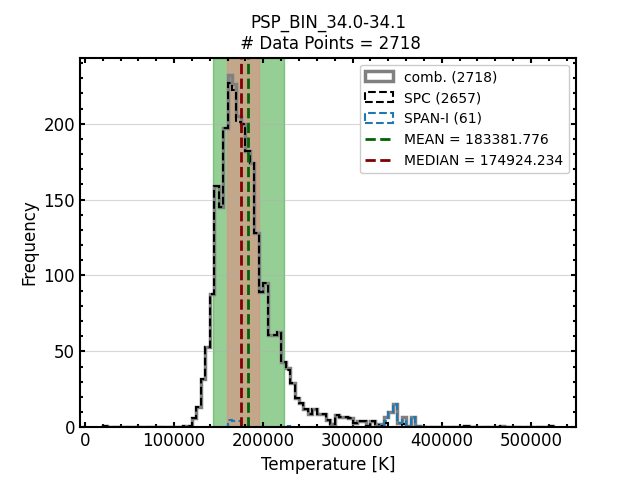 PSP_BIN_34.0-34.1
# Data Points = 2718
comb. (2718)
SPC (2657)
SPAN-I (61)
MEAN = 183381.776
MEDIAN = 174924.234
Frequency
200
150
100
50
0
0 100000 200000 300000 400000 500000
Temperature [K]